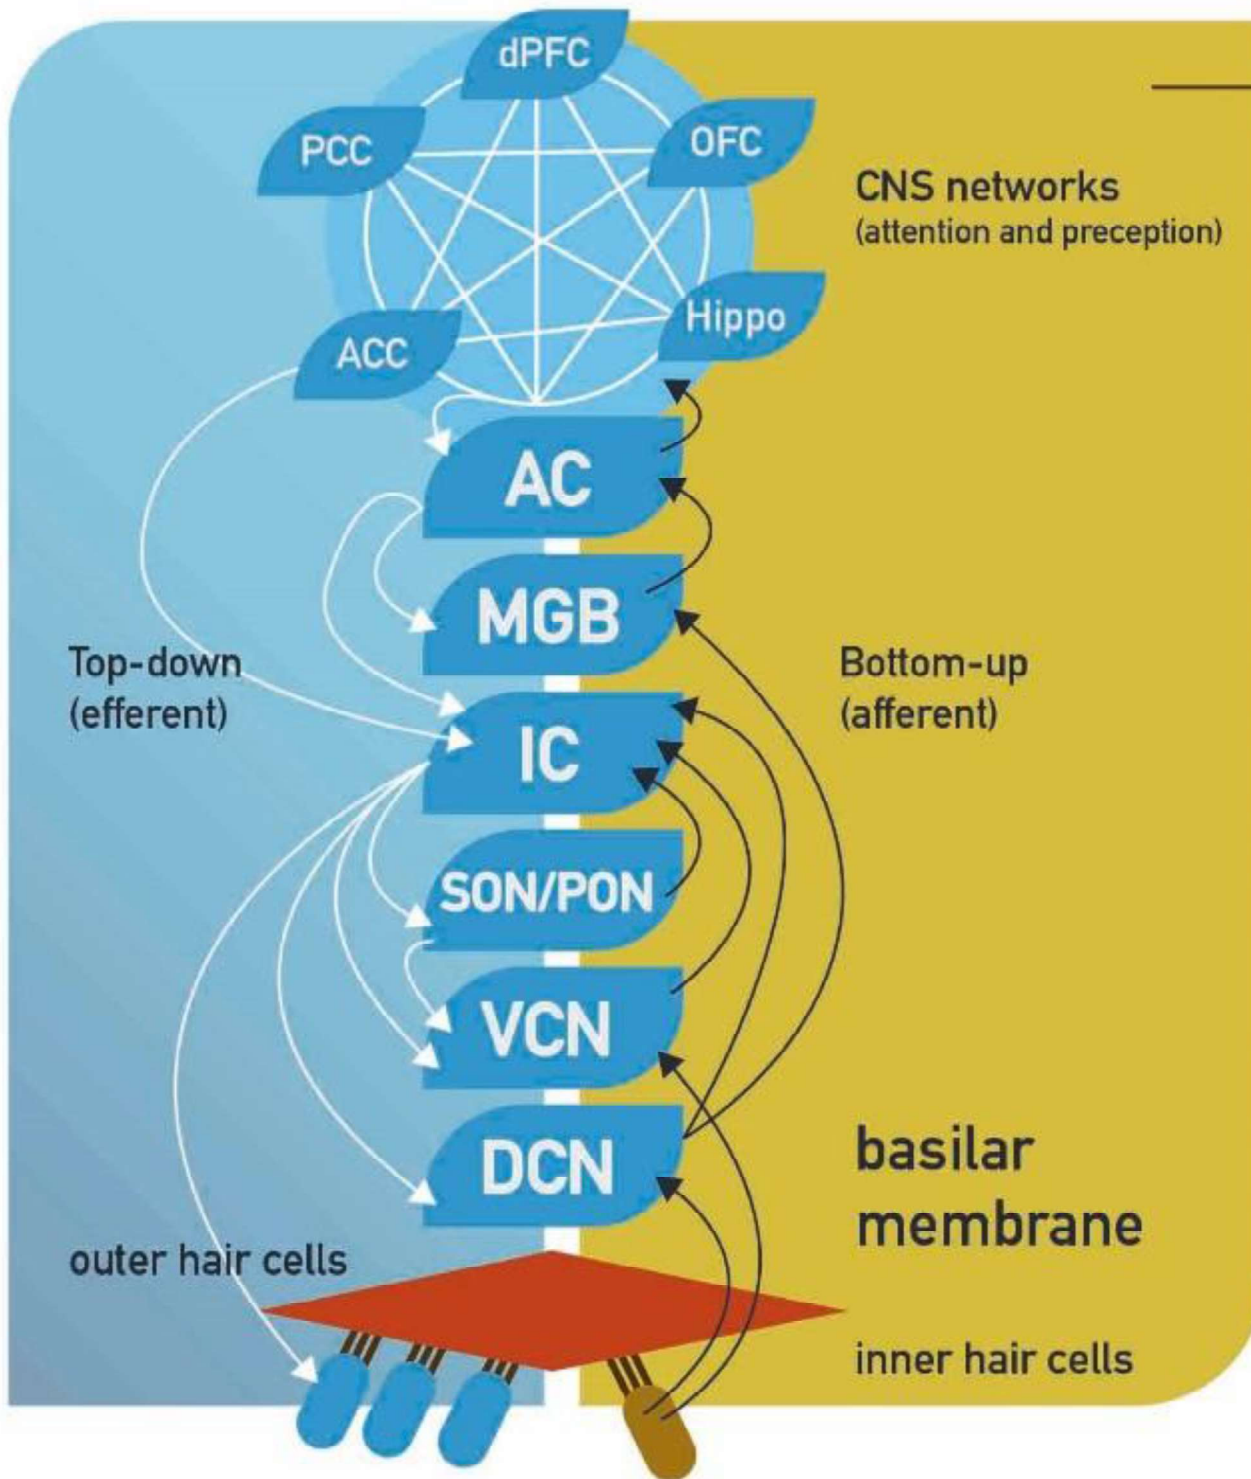 dPFC
PCC
OFC
CNS networks
(attention and preception)
Hippo
ACC
AC
MGB
Top-down
(efferent)
Bottom-up
(afferent)
IC
SON/PON
VCN
DCN
basilar
membrane
outer hair cells
inner hair cells